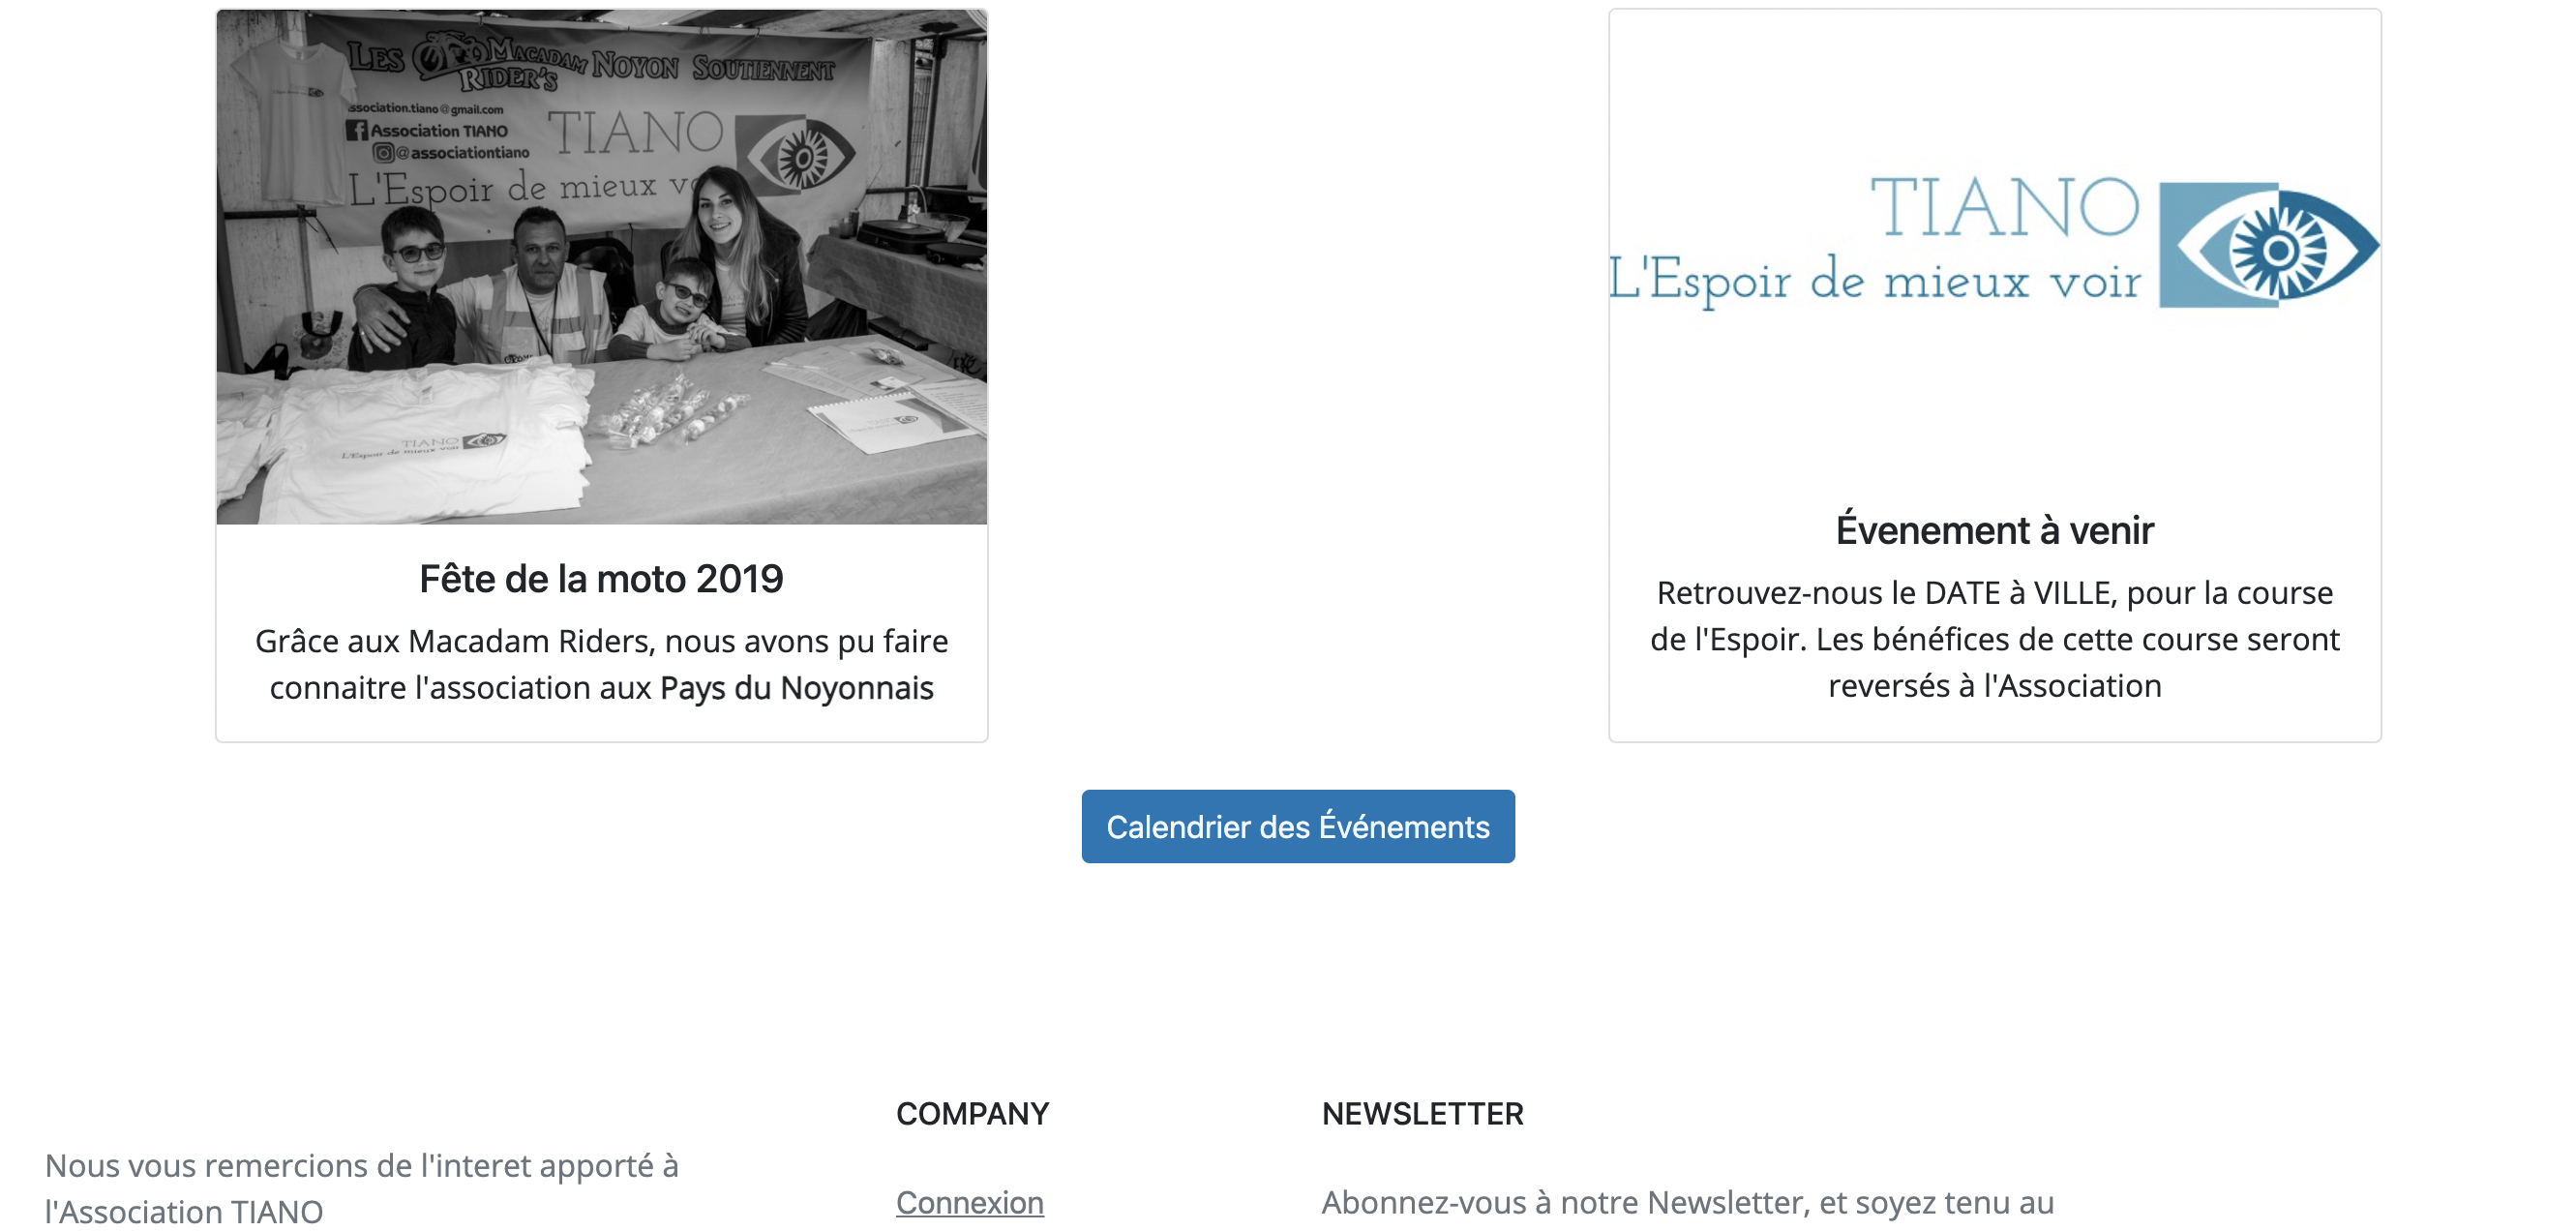 LES MACADAM RIDER'S NOYON SOUTIENNENT
ssociation.tiano@gmail.com
Association TIANO
@associationtiano
TIANO
L'Espoir de mieux vo
TIANO
L'Espoir de mieux voir
Fête de la moto 2019
Grâce aux Macadam Riders, nous avons pu faire
connaitre l'association aux Pays du Noyonnais
TIANO
L'Espoir de mieux voir
Évenement à venir
Retrouvez-nous le DATE à VILLE, pour la course
de l'Espoir. Les bénéfices de cette course seront
reversés à l'Association
Calendrier des Événements
Nous vous remercions de l'interet apporté à
l'Association TIANO
COMPANY
Connexion
NEWSLETTER
Abonnez-vous à notre Newsletter, et soyez tenu au